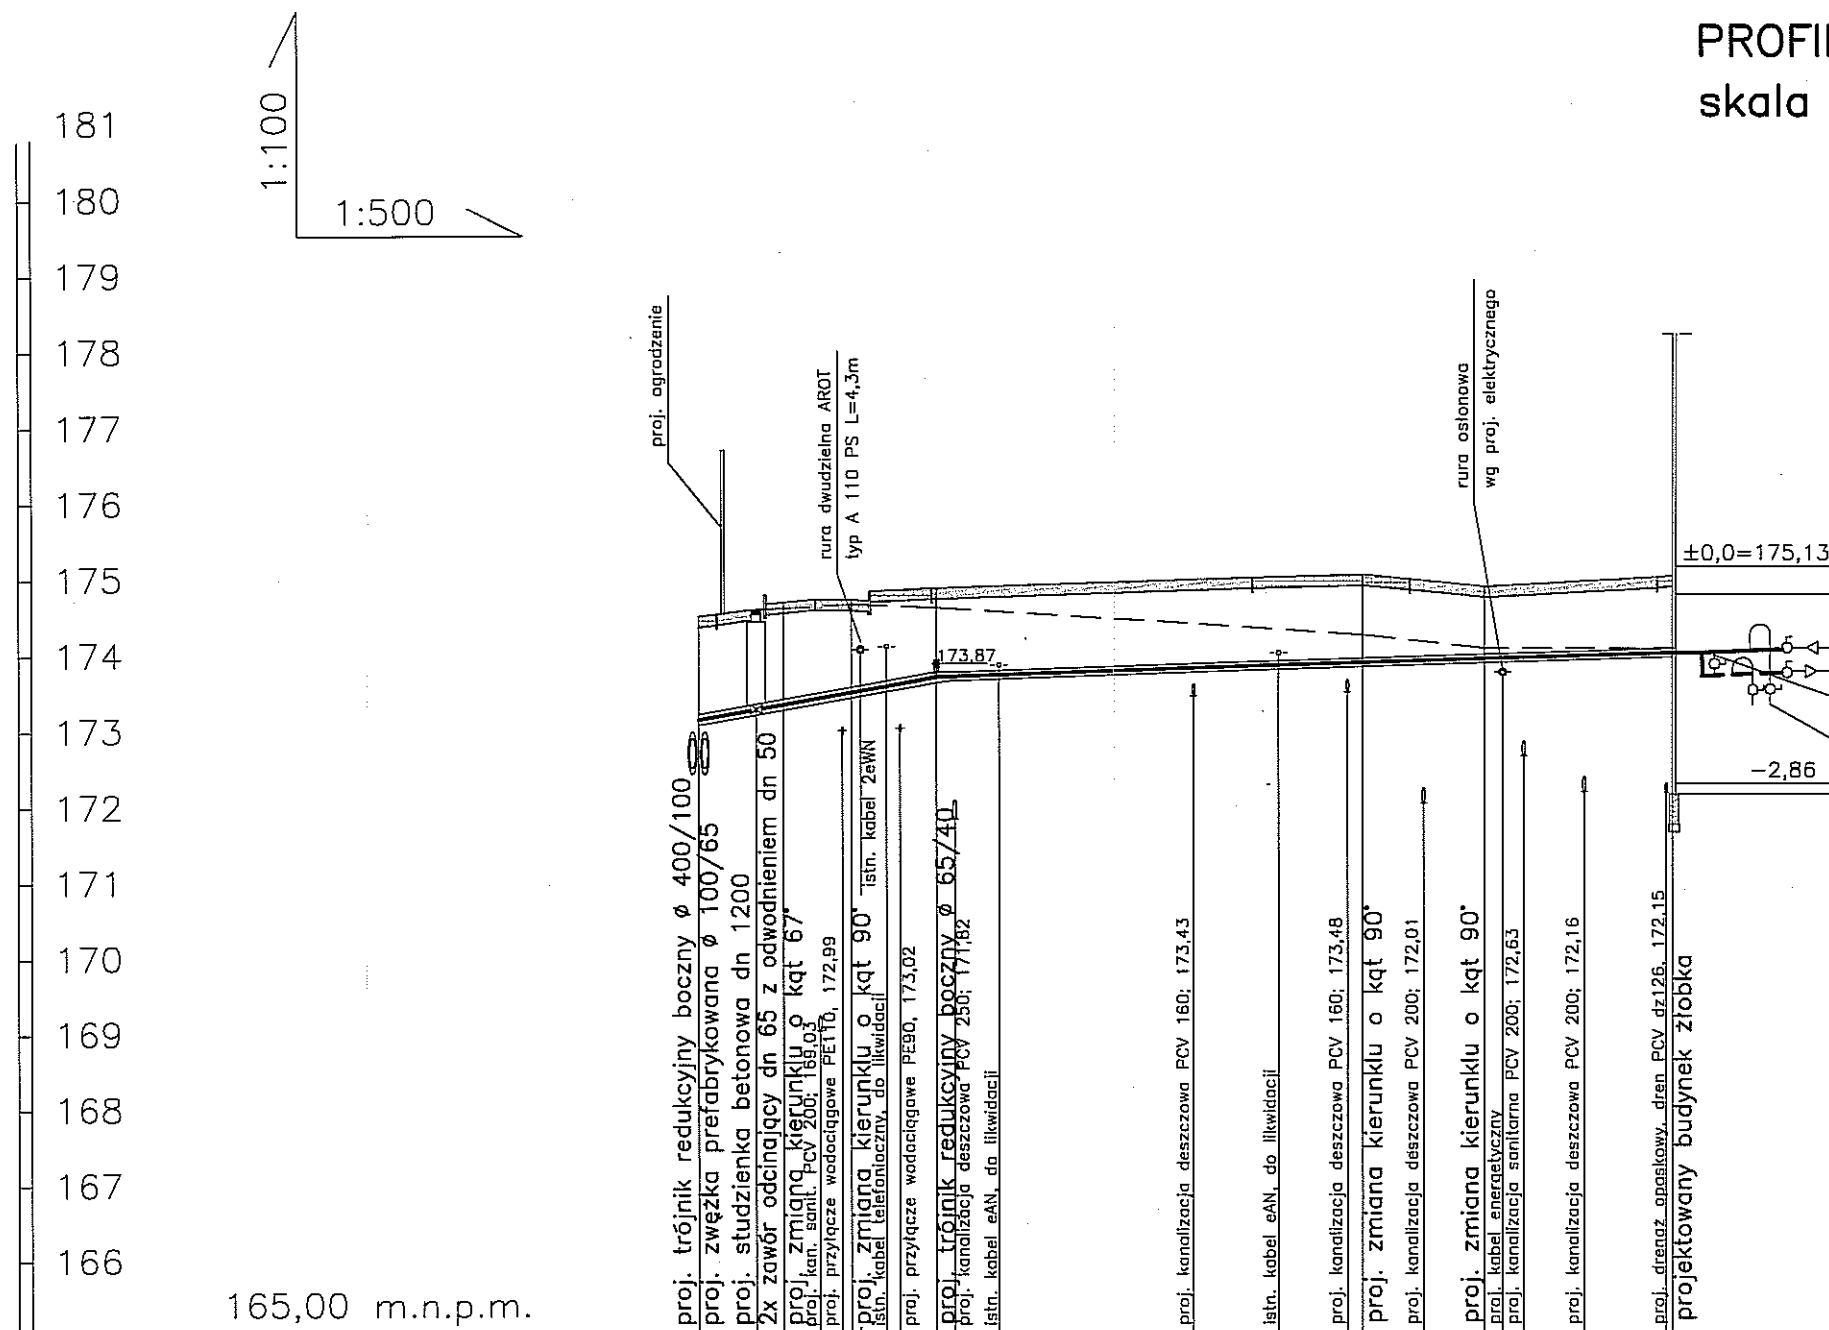 PROFIL
skala
1:100
1:500
181
180
179
178
177
176
175
174
173
172
171
170
169
168
167
166
165,00 m.n.p.m.
proj. ogrodzenie
rura dwudzielna AROT
typ A 110 PS L=4,3m
rura osłonowa
wg proj. elektrycznego
±0,0=175,13
173,87
-2,86
proj. trójnik redukcyjny boczny ø 400/100
proj. zwężka prefabrykowana ø 100/65
proj. studzienka betonowa dn 1200
2x zawór odcinający dn 65 z odwodnieniem dn 50
proj. zmiana kierunku o kąt 67°
proj. kan. sanit. PCV 200; 169,03
proj. przyłącze wodociągowe PE110, 172,99
proj. zmiana kierunku o kąt 90°
istn. kabel 2eWN
istn. kabel telefoniaczny, do likwidacji
proj. przyłącze wodociągowe PE90, 173,02
proj. trójnik redukcyjny boczny ø 65/40
proj. kanalizacja deszczowa PCV 250; 171,82
istn. kabel eAN, do likwidacji
proj. kanalizacja deszczowa PCV 160; 173,43
istn. kabel eAN, do likwidacji
proj. kanalizacja deszczowa PCV 160; 173,48
proj. zmiana kierunku o kąt 90°
proj. kanalizacja deszczowa PCV 200; 172,01
proj. zmiana kierunku o kąt 90°
proj. kabel energetyczny
proj. kanalizacja sanitarna PCV 200; 172,63
proj. kanalizacja deszczowa PCV 200; 172,16
proj. drenaż opaskowy, dren PCV dz126, 172,15
projektowany budynek żłobka